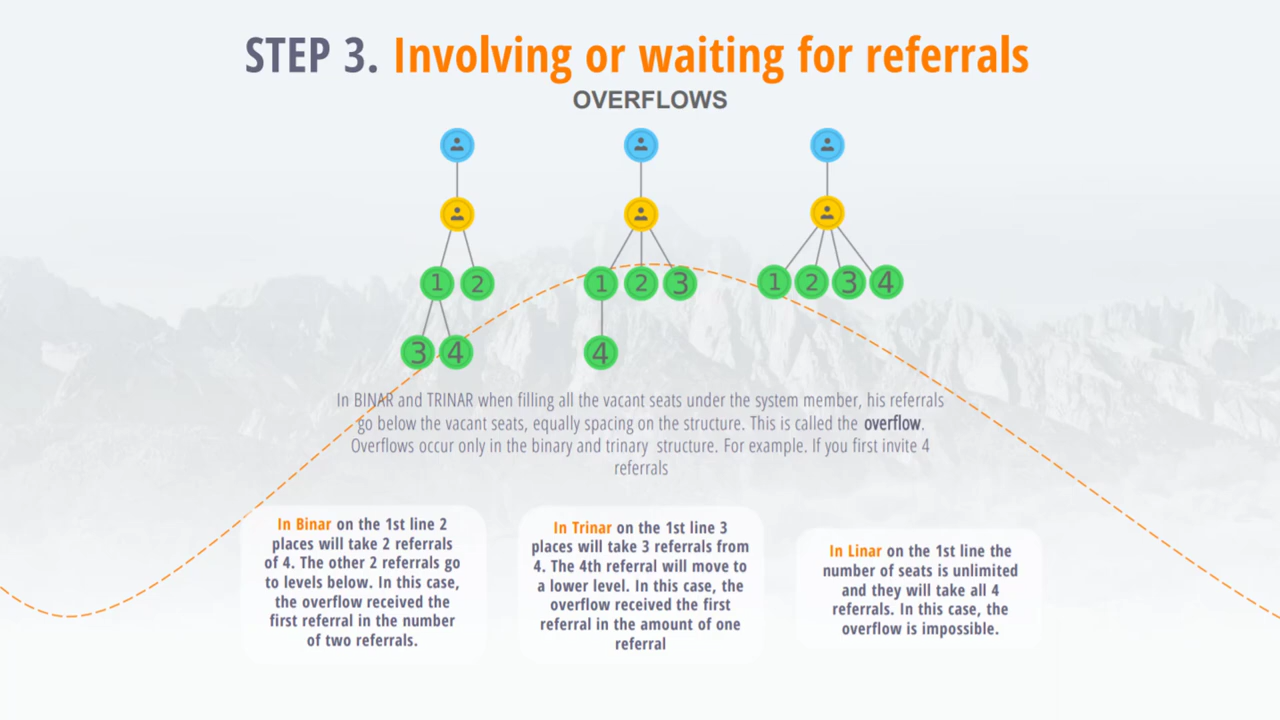 STEP 3. Involving or waiting for referrals
OVERFLOWS
1 2
3 4
1 2 3
4
1 2 3 4
In BINAR and TRINAR when filling all the vacant seats under the system member, his referrals
go below the vacant seats, equally spacing on the structure. This is called the overflow.
Overflows occur only in the binary and trinary structure. For example. If you first invite 4
referrals
In Binar on the 1st line 2
places will take 2 referrals
of 4. The other 2 referrals go
to levels below. In this case,
the overflow received the
first referral in the number
of two referrals.
In Trinar on the 1st line 3
places will take 3 referrals from
4. The 4th referral will move to
a lower level. In this case, the
overflow received the first
referral in the amount of one
referral
In Linar on the 1st line the
number of seats is unlimited
and they will take all 4
referrals. In this case, the
overflow is impossible.